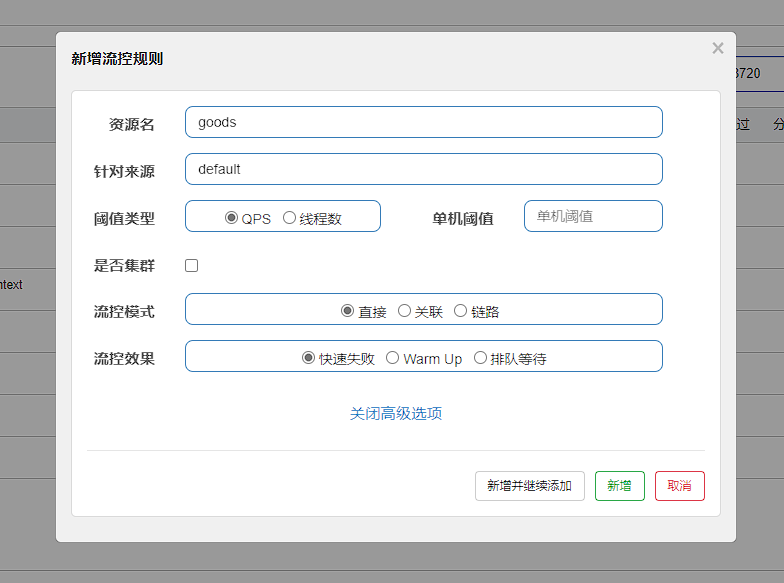 新增流控规则 ×
3720
资源名 goods
过 分
针对来源 default
阈值类型 QPS 线程数 单机阈值 单机阈值
是否集群
ntext
流控模式 直接 关联 链路
流控效果 快速失败 Warm Up 排队等待
关闭高级选项
新增并继续添加 新增 取消